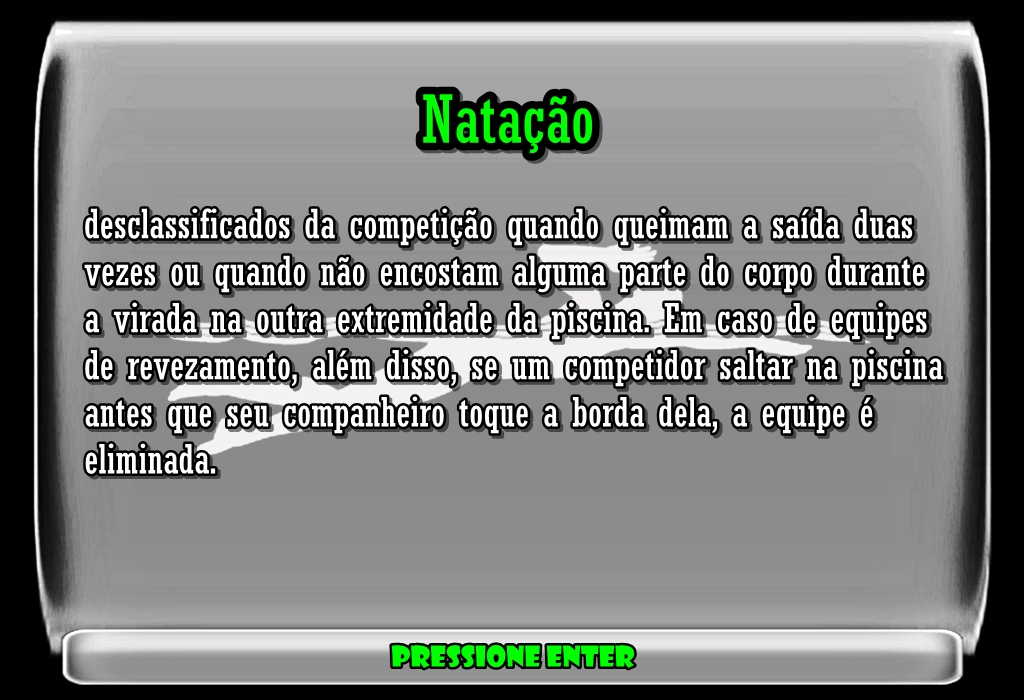 Natação
desclassificados da competição quando queimam a saída duas
vezes ou quando não encostam alguma parte do corpo durante
a virada na outra extremidade da piscina. Em caso de equipes
de revezamento, além disso, se um competidor saltar na piscina
antes que seu companheiro toque a borda dela, a equipe é
eliminada.
PRESSIONE ENTER